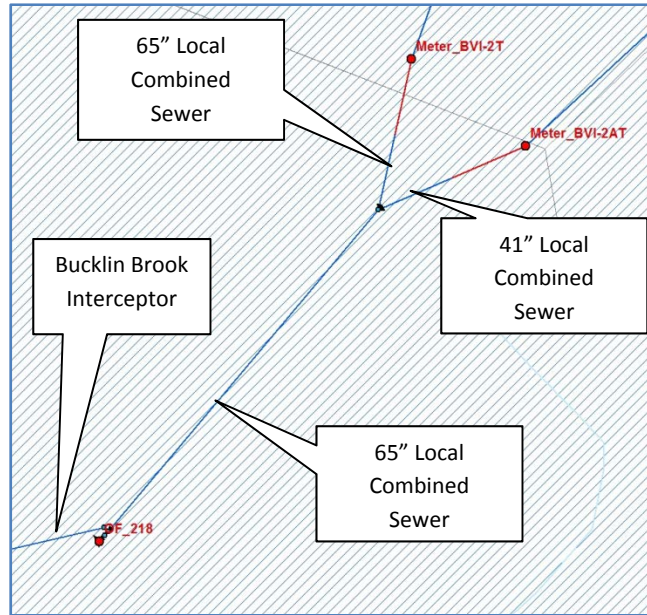 65” Local
Combined
Sewer
Meter_BVI-2T
Meter_BVI-2AT
41” Local
Combined
Sewer
Bucklin Brook
Interceptor
65” Local
Combined
Sewer
OF_218